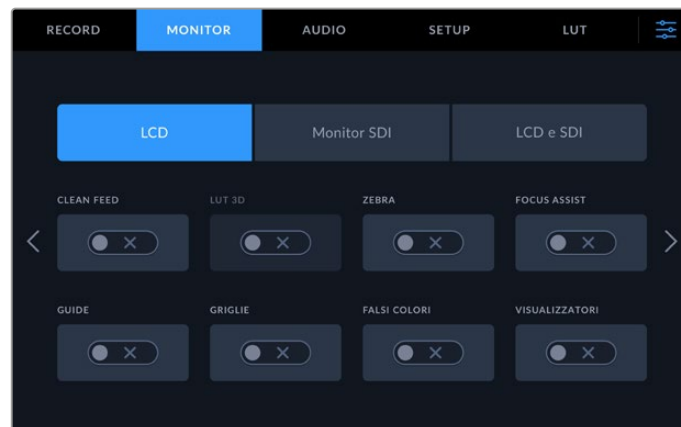 RECORD MONITOR AUDIO SETUP LUT
LCD Monitor SDI LCD e SDI
CLEAN FEED LUT 3D ZEBRA FOCUS ASSIST
GUIDE GRIGLIE FALSI COLORI VISUALIZZATORI